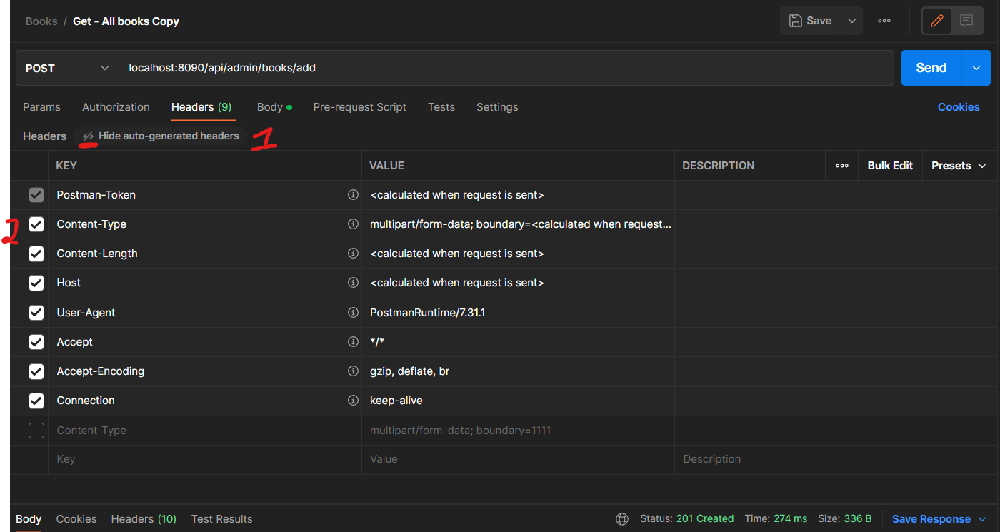 Books / Get - All books Copy Save
POST localhost:8090/api/admin/books/add Send
Params Authorization Headers (9) Body Pre-request Script Tests Settings Cookies
Headers Hide auto-generated headers 1
KEY VALUE DESCRIPTION Bulk Edit Presets
Postman-Token <calculated when request is sent>
2 Content-Type multipart/form-data; boundary=<calculated when request...
Content-Length <calculated when request is sent>
Host <calculated when request is sent>
User-Agent PostmanRuntime/7.31.1
Accept */*
Accept-Encoding gzip, deflate, br
Connection keep-alive
Content-Type multipart/form-data; boundary=1111
Key Value Description
Body Cookies Headers (10) Test Results Status: 201 Created Time: 274 ms Size: 336 B Save Response